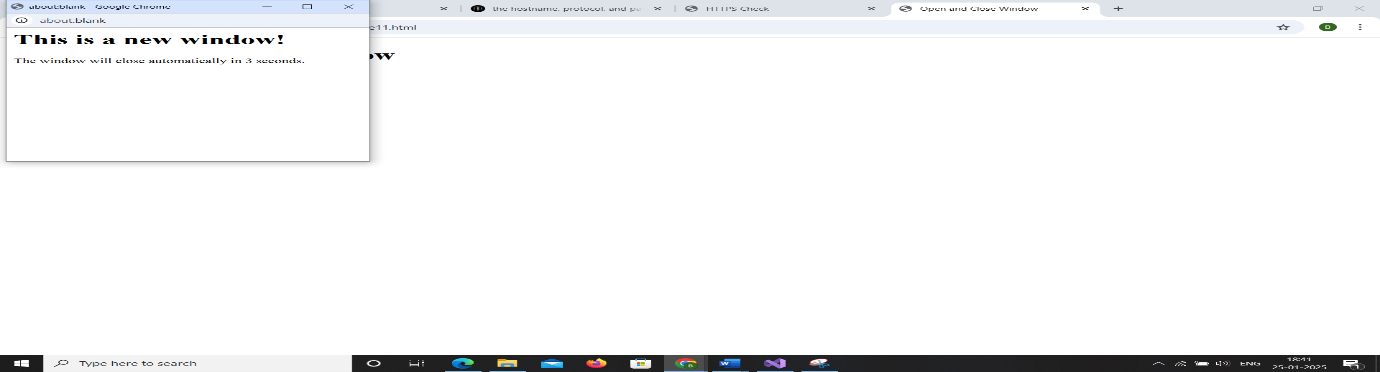 about:blank - Google Chrome
about:blank
This is a new window!
The window will close automatically in 3 seconds.
the hostname, protocol, and pa
HTTPS Check
Open and Close Window
e11.html
ow
Type here to search
ENG
18:41
25-01-2025